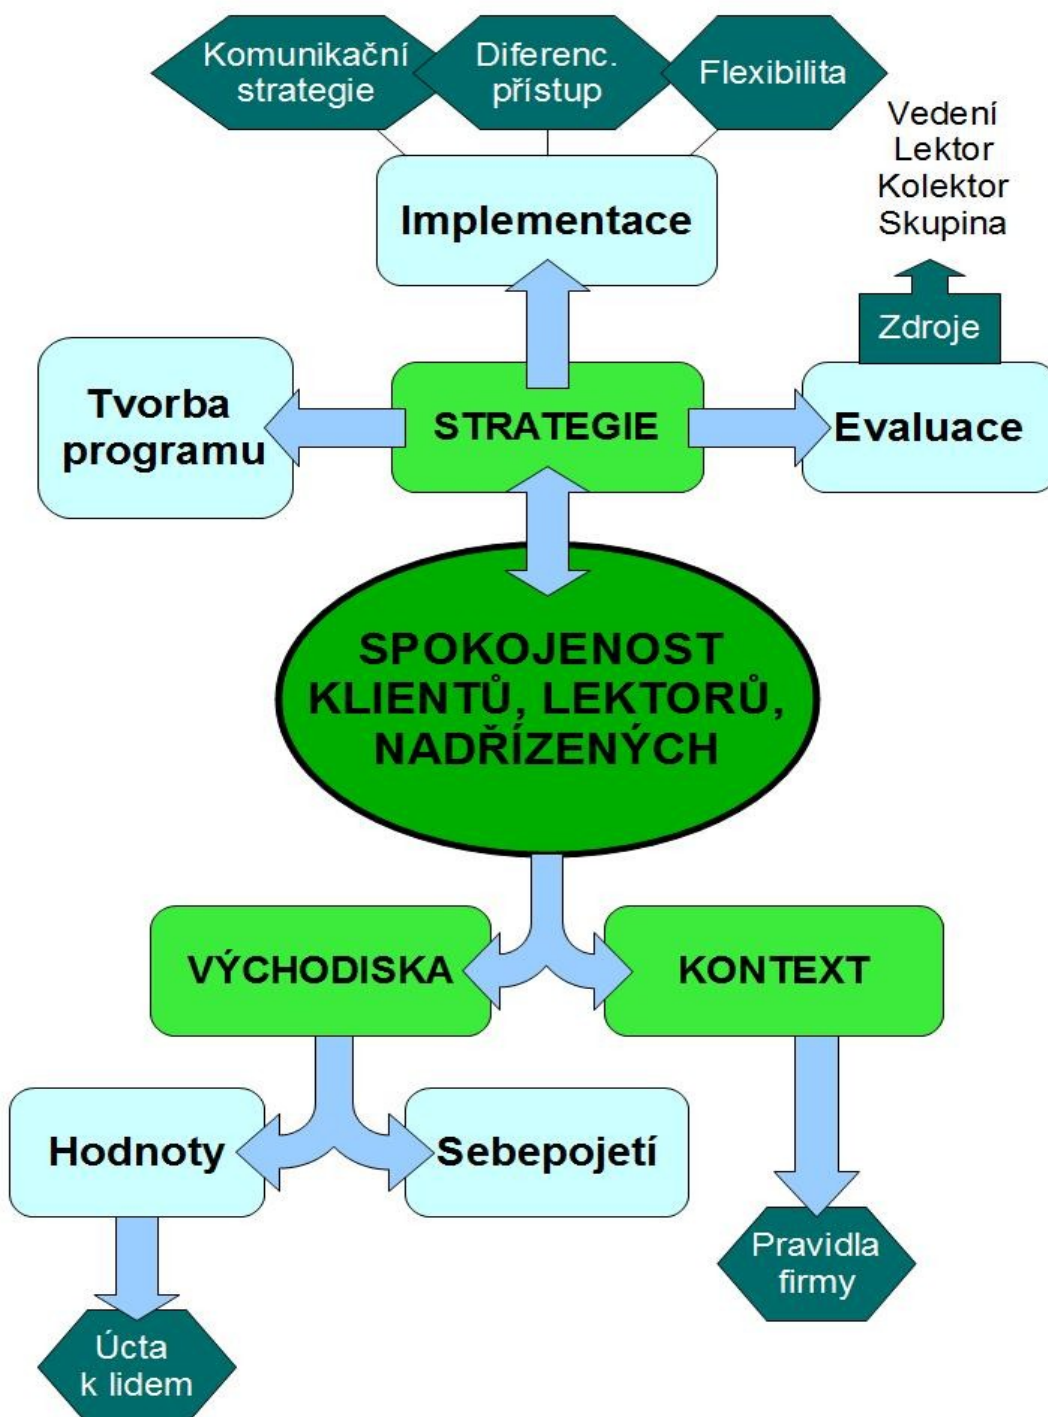 Komunikační
strategie
Diferenc.
přístup
Flexibilita
Vedení
Lektor
Kolektor
Skupina
Implementace
Zdroje
Tvorba
programu
STRATEGIE
Evaluace
SPOKOJENOST
KLIENTŮ, LEKTORŮ,
NADŘÍZENÝCH
VÝCHODISKA
KONTEXT
Hodnoty
Sebepojetí
Pravidla
firmy
Úcta
k lidem